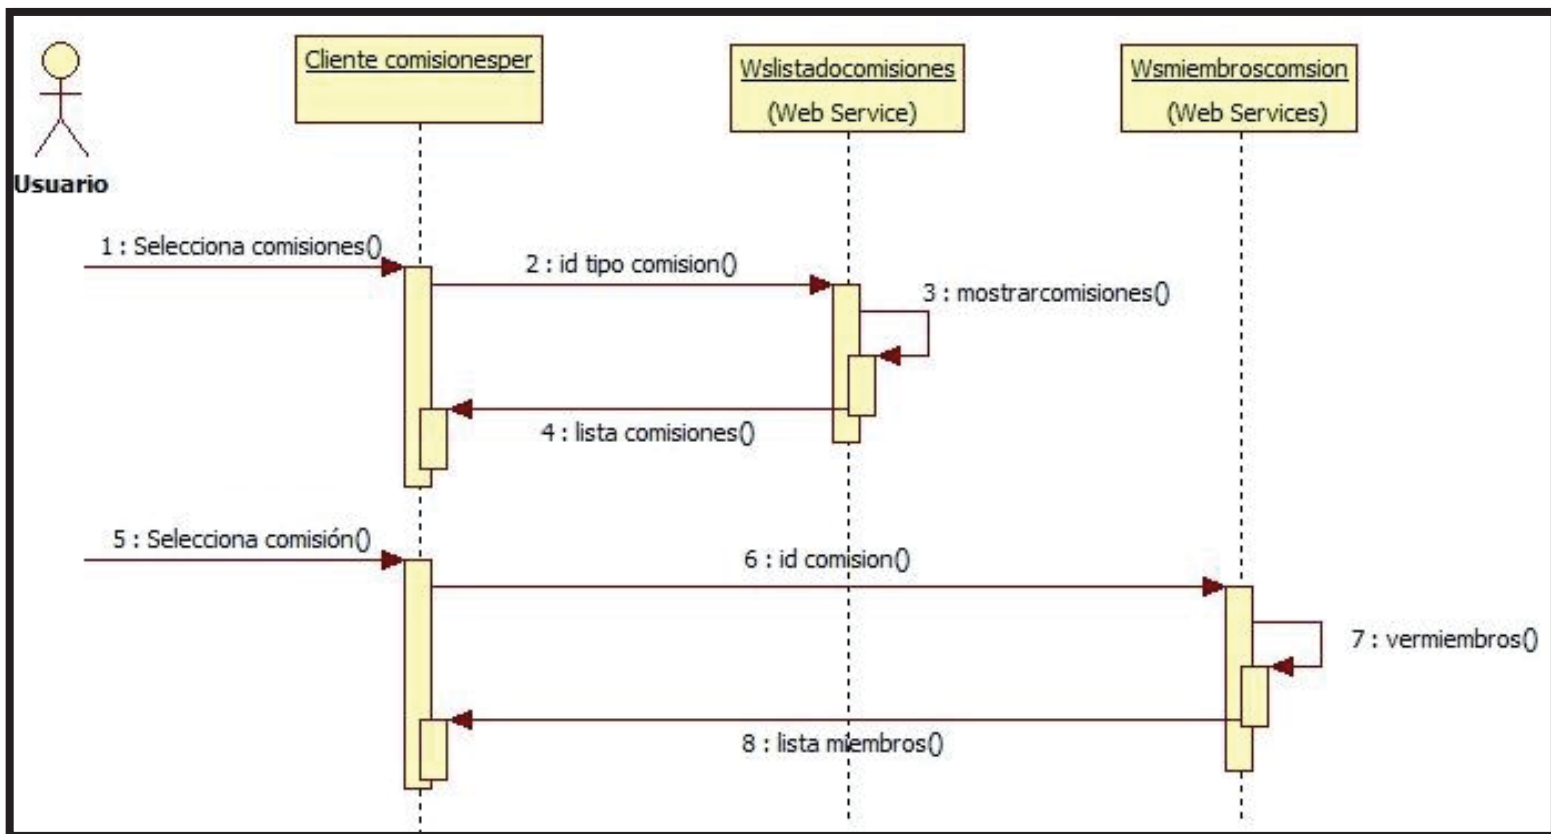 Cliente comisionesper
Wslistadocomisiones
(Web Service)
Wsmiembroscomsion
(Web Services)
Usuario
1 : Selecciona comisiones()
2 : id tipo comision()
3 : mostrarcomisiones()
4 : lista comisiones()
5 : Selecciona comisión()
6 : id comision()
7 : vermiembros()
8 : lista miembros()